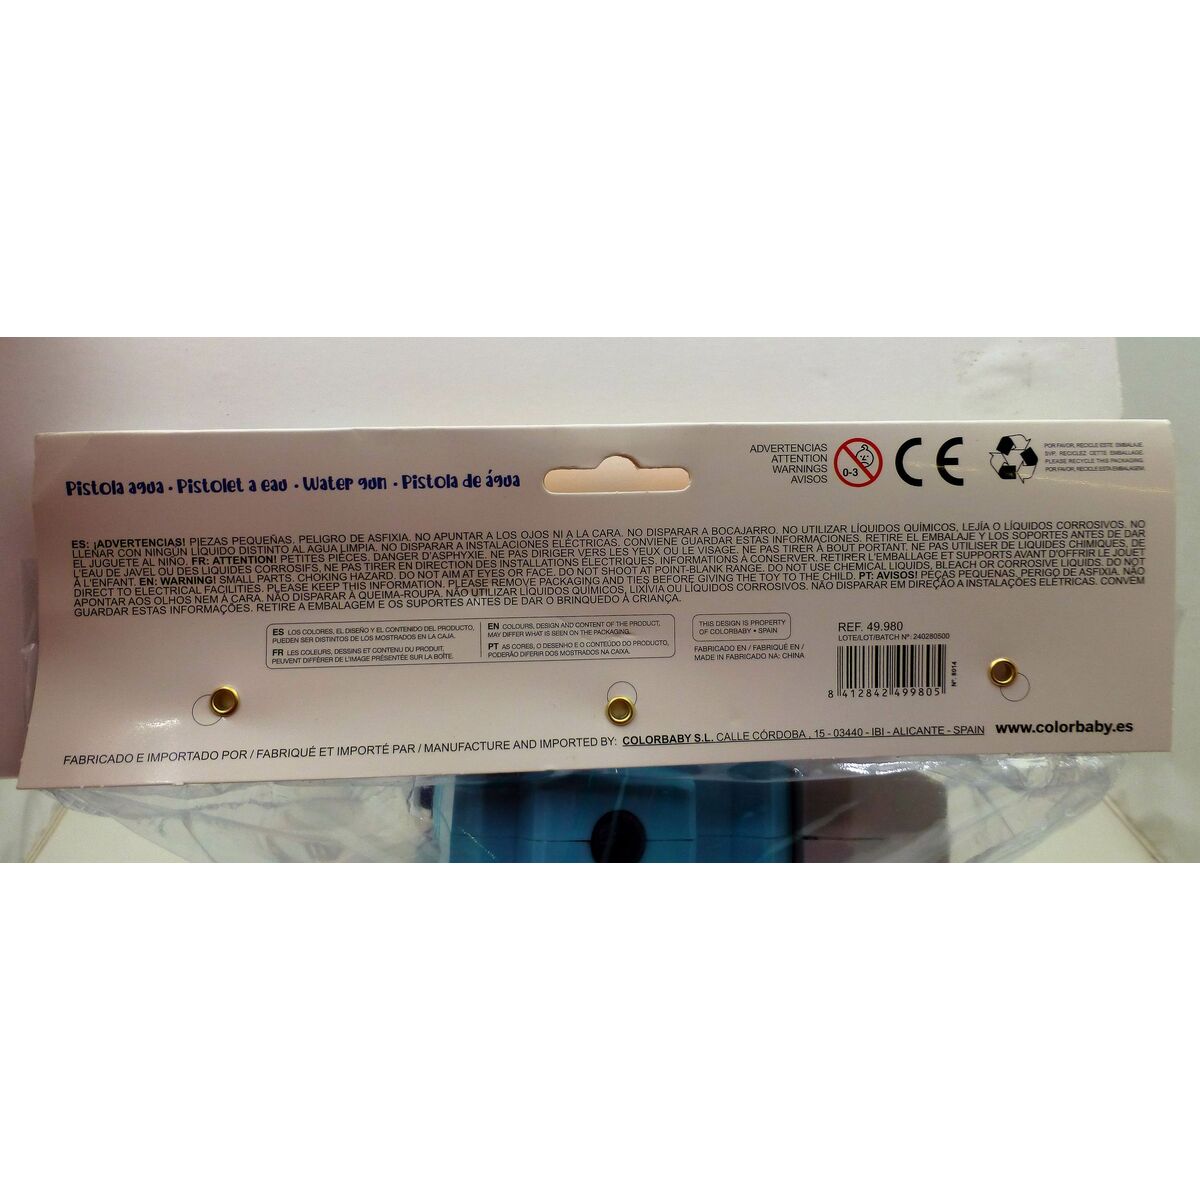 Pistola agua · Pistolet a eau · Water gun · Pistola de água
ADVERTENCIAS
ATTENTION
WARNINGS
AVISOS
0-3
CE
POR FAVOR, RECICLE ESTE EMBALAJE.
SVP, RECICLEZ CETTE EMBALLAGE.
PLEASE RECYCLE THIS PACKAGING.
POR FAVOR, RECICLE ESTA EMBALAGEM.
ES: ¡ADVERTENCIAS! PIEZAS PEQUEÑAS. PELIGRO DE ASFIXIA. NO APUNTAR A LOS OJOS NI A LA CARA. NO DISPARAR A BOCAJARRO. NO UTILIZAR LÍQUIDOS QUÍMICOS, LEJÍA O LÍQUIDOS CORROSIVOS. NO
LLENAR CON NINGÚN LÍQUIDO DISTINTO AL AGUA LIMPIA. NO DISPARAR A INSTALACIONES ELÉCTRICAS. CONVIENE GUARDAR ESTAS INFORMACIONES. RETIRE EL EMBALAJE Y LOS SOPORTES ANTES DE DAR
EL JUGUETE AL NIÑO. FR: ATTENTION! PETITES PIÈCES. DANGER D'ASPHYXIE. NE PAS DIRIGER VERS LES YEUX OU LE VISAGE. NE PAS TIRER À BOUT PORTANT. NE PAS UTILISER DE LIQUIDES CHIMIQUES, DE
L'EAU DE JAVEL OU DES LIQUIDES CORROSIFS. NE PAS TIRER EN DIRECTION DES INSTALLATIONS ÉLECTRIQUES. INFORMATIONS À CONSERVER. RETIRER L'EMBALLAGE ET SUPPORTS AVANT D'OFFRIR LE JOUET
À L'ENFANT. EN: WARNING! SMALL PARTS. CHOKING HAZARD. DO NOT AIM AT EYES OR FACE. DO NOT SHOOT AT POINT-BLANK RANGE. DO NOT USE CHEMICAL LIQUIDS, BLEACH OR CORROSIVE LIQUIDS. DO NOT
DIRECT TO ELECTRICAL FACILITIES. PLEASE KEEP THIS INFORMATION. PLEASE REMOVE PACKAGING AND TIES BEFORE GIVING THE TOY TO THE CHILD. PT: AVISOS! PEÇAS PEQUENAS, PERIGO DE ASFIXIA. NÃO
APONTAR AOS OLHOS NEM À CARA. NÃO DISPARAR À QUEIMA-ROUPA. NÃO UTILIZAR LÍQUIDOS QUÍMICOS, LIXÍVIA OU LÍQUIDOS CORROSIVOS. NÃO DISPARAR EM DIREÇÃO A INSTALAÇÕES ELÉTRICAS. CONVÉM
GUARDAR ESTAS INFORMAÇÕES. RETIRE A EMBALAGEM E OS SUPORTES ANTES DE DAR O BRINQUEDO À CRIANÇA.
ES LOS COLORES, EL DISEÑO Y EL CONTENIDO DEL PRODUCTO,
PUEDEN SER DISTINTOS DE LOS MOSTRADOS EN LA CAJA.
FR LES COLEURS, DESSINS ET CONTENU DU PRODUIT,
PEUVENT DIFFÉRER DE L'IMAGE PRÉSENTÉE SUR LA BOÎTE.
EN COLOURS, DESIGN AND CONTENT OF THE PRODUCT,
MAY DIFFER WHAT IS SEEN ON THE PACKAGING.
PT AS CORES, O DESENHO E O CONTEÚDO DO PRODUCTO,
PODERÃO DIFERIR DOS MOSTRADOS NA CAIXA.
THIS DESIGN IS PROPERTY
OF COLORBABY • SPAIN
FABRICADO EN / FABRIQUÉ EN /
MADE IN FABRICADO NA: CHINA
REF. 49.980
LOTE/LOT/BATCH Nº: 240280500
8 412842 499805
Nº. 8014
FABRICADO E IMPORTADO POR / FABRIQUÉ ET IMPORTÉ PAR / MANUFACTURE AND IMPORTED BY: COLORBABY S.L. CALLE CÓRDOBA , 15 - 03440 - IBI - ALICANTE - SPAIN www.colorbaby.es